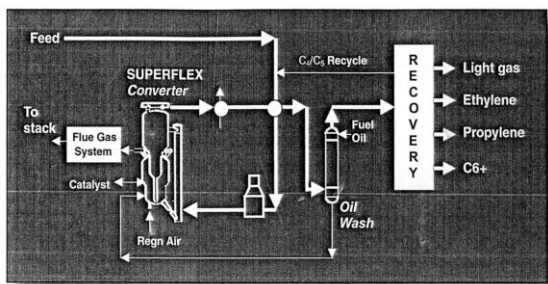 Feed
C₄/C₅ Recycle
SUPERFLEX
Converter
To
stack
Flue Gas
System
Catalyst
Regn Air
Fuel
Oil
Oil
Wash
RECOVERY
Light gas
Ethylene
Propylene
C6+